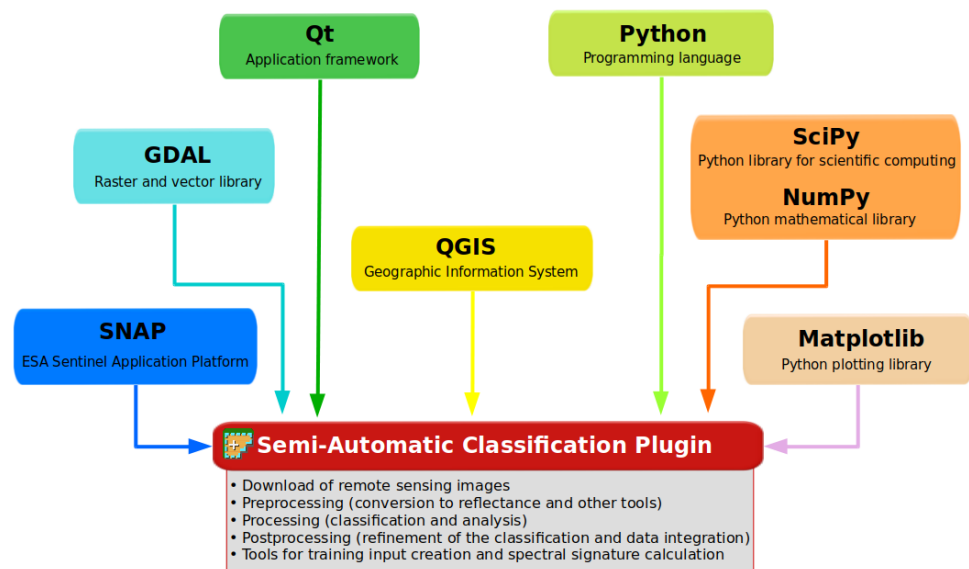 Qt
Application framework
Python
Programming language
GDAL
Raster and vector library
SciPy
Python library for scientific computing
NumPy
Python mathematical library
QGIS
Geographic Information System
SNAP
ESA Sentinel Application Platform
Matplotlib
Python plotting library
Semi-Automatic Classification Plugin
• Download of remote sensing images
• Preprocessing (conversion to reflectance and other tools)
• Processing (classification and analysis)
• Postprocessing (refinement of the classification and data integration)
• Tools for training input creation and spectral signature calculation